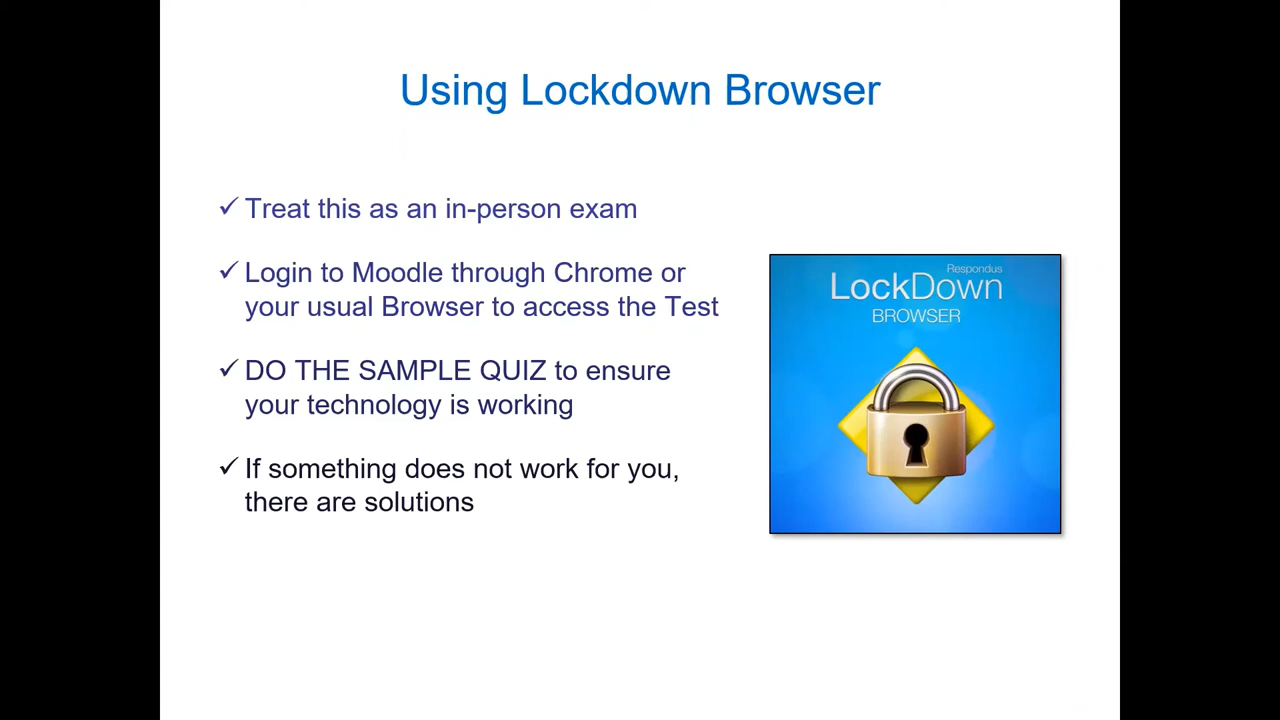 Using Lockdown Browser
✓ Treat this as an in-person exam
✓ Login to Moodle through Chrome or
your usual Browser to access the Test
✓ DO THE SAMPLE QUIZ to ensure
your technology is working
✓ If something does not work for you,
there are solutions
Respondus
LockDown
BROWSER